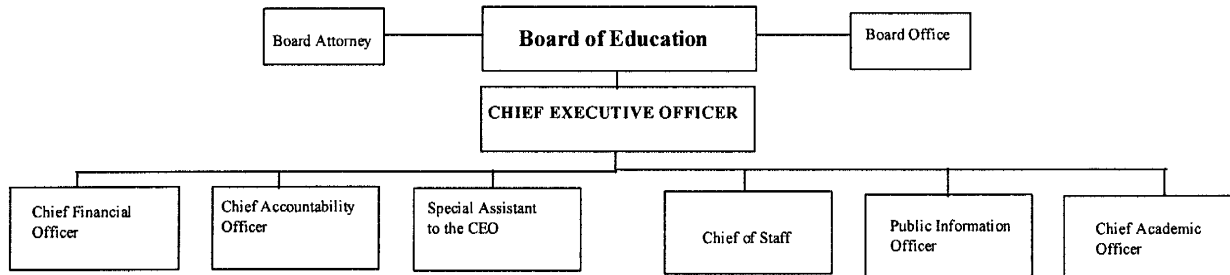 Board Attorney
Board of Education
Board Office
CHIEF EXECUTIVE OFFICER
Chief Financial
Officer
Chief Accountability
Officer
Special Assistant
to the CEO
Chief of Staff
Public Information
Officer
Chief Academic
Officer